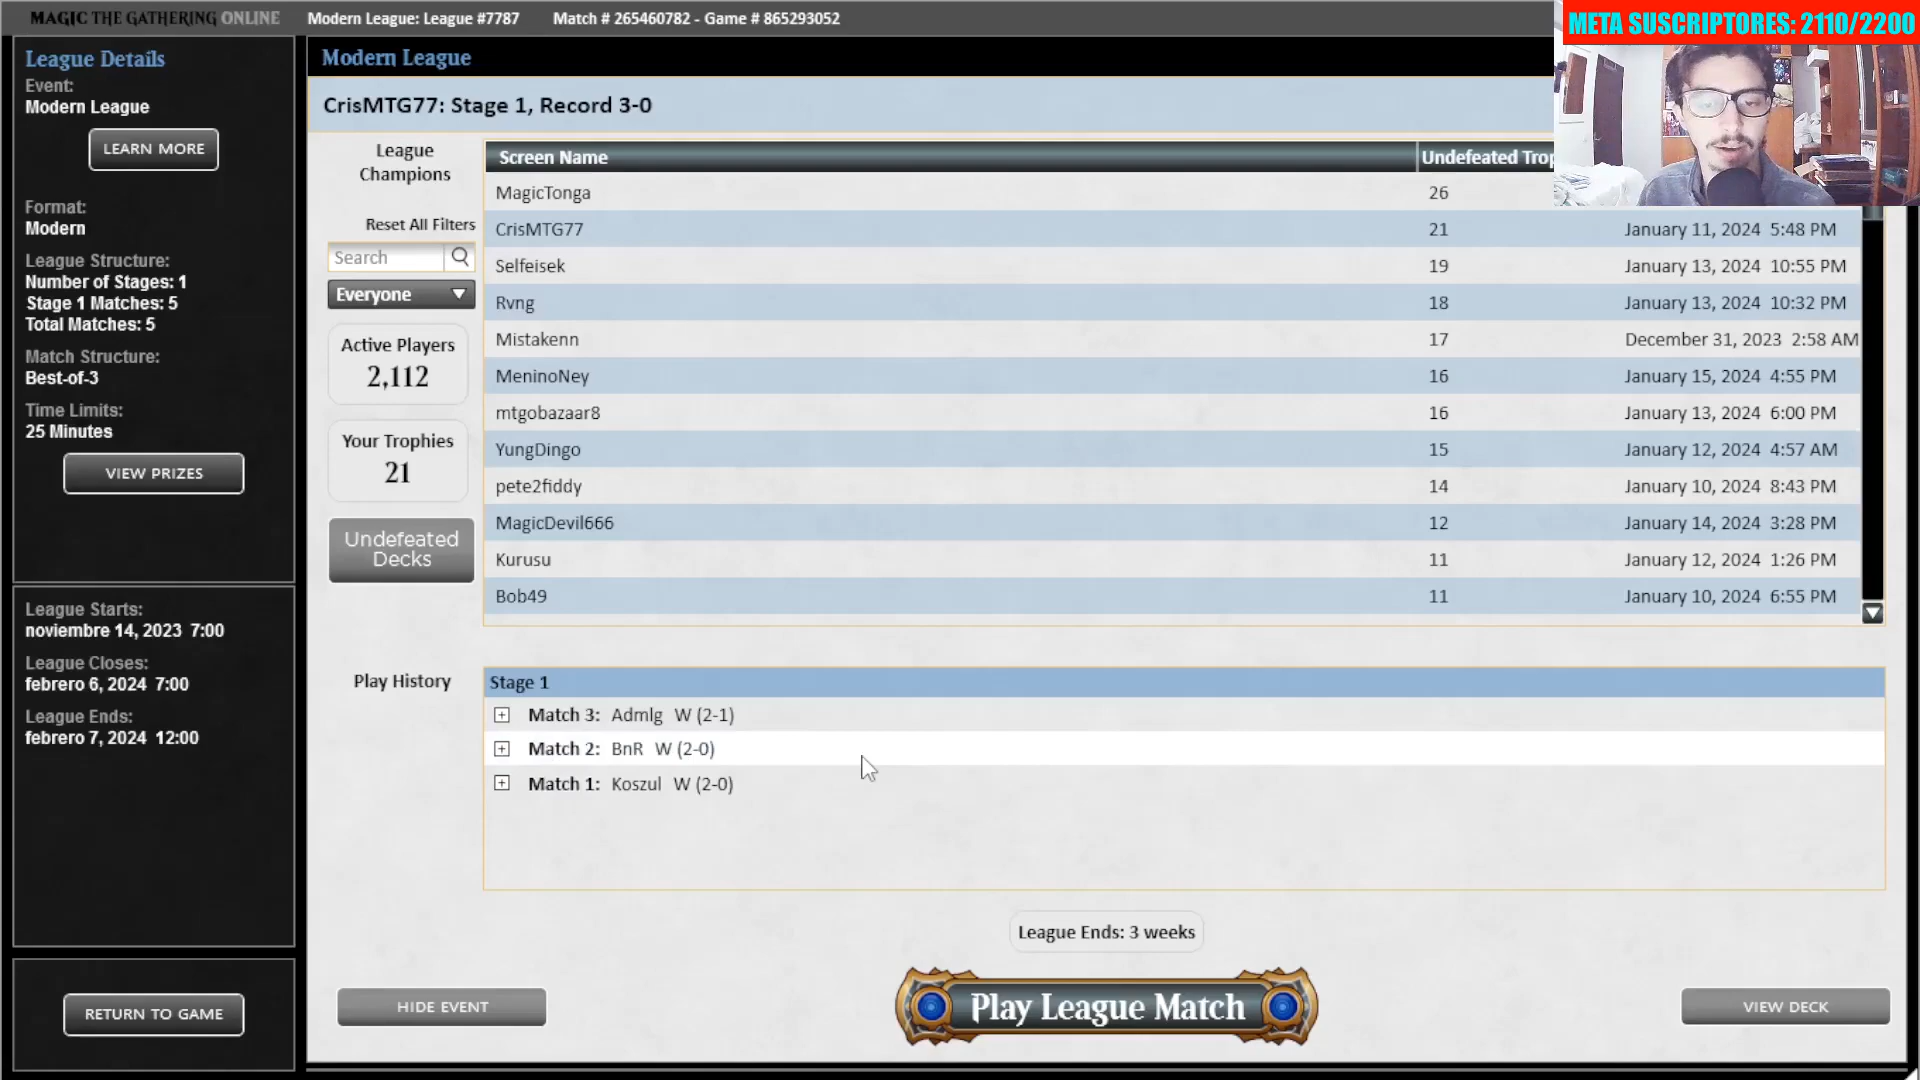 MAGIC THE GATHERING ONLINE
Modern League: League #7787
Match # 265460782 - Game # 865293052
META SUSCRIPTORES: 2110/2200
League Details
Event:
Modern League
LEARN MORE
Format:
Modern
League Structure:
Number of Stages: 1
Stage 1 Matches: 5
Total Matches: 5
Match Structure:
Best-of-3
Time Limits:
25 Minutes
VIEW PRIZES
League Starts:
noviembre 14, 2023 7:00
League Closes:
febrero 6, 2024 7:00
League Ends:
febrero 7, 2024 12:00
RETURN TO GAME
Modern League
CrisMTG77: Stage 1, Record 3-0
League
Champions
Reset All Filters
Search
Everyone
Active Players
2,112
Your Trophies
21
Undefeated
Decks
Screen Name Undefeated Trop
MagicTonga 26
CrisMTG77 21 January 11, 2024 5:48 PM
Selfeisek 19 January 13, 2024 10:55 PM
Rvng 18 January 13, 2024 10:32 PM
Mistakenn 17 December 31, 2023 2:58 AM
MeninoNey 16 January 15, 2024 4:55 PM
mtgobazaar8 16 January 13, 2024 6:00 PM
YungDingo 15 January 12, 2024 4:57 AM
pete2fiddy 14 January 10, 2024 8:43 PM
MagicDevil666 12 January 14, 2024 3:28 PM
Kurusu 11 January 12, 2024 1:26 PM
Bob49 11 January 10, 2024 6:55 PM
Play History
Stage 1
Match 3: Admlg W (2-1)
Match 2: BnR W (2-0)
Match 1: Koszul W (2-0)
League Ends: 3 weeks
HIDE EVENT
Play League Match
VIEW DECK